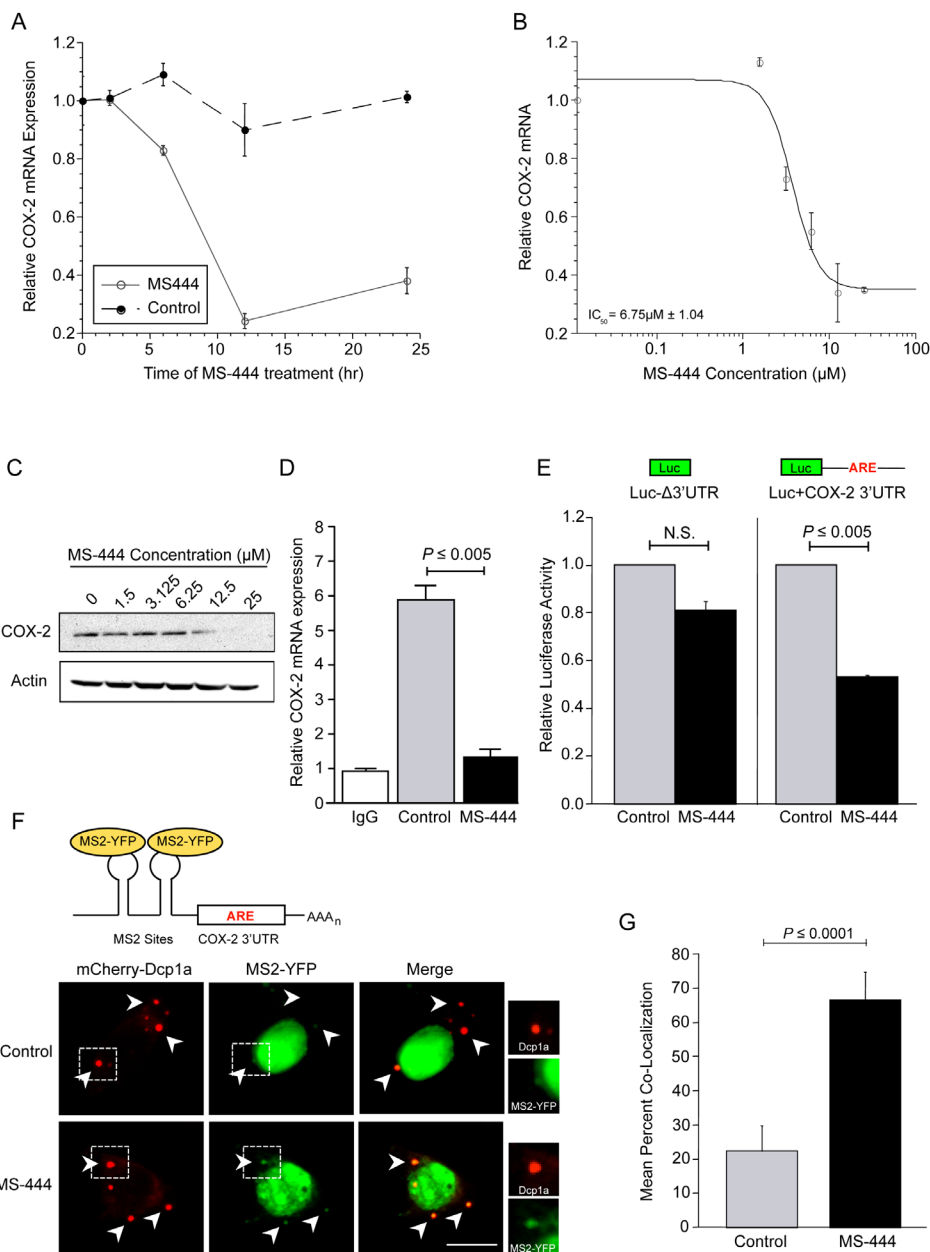 A
1.2
1.0
0.8
0.6
0.4
0.2
Relative COX-2 mRNA Expression
MS444
Control
0
5
10
15
20
25
Time of MS-444 treatment (hr)
B
1.2
1.0
0.8
0.6
0.4
0.2
Relative COX-2 mRNA
IC50 = 6.75µM ± 1.04
0.1
1
10
100
MS-444 Concentration (µM)
C
MS-444 Concentration (µM)
0
1.5
3.125
6.25
12.5
25
COX-2
Actin
D
8
7
6
5
4
3
2
1
0
Relative COX-2 mRNA expression
P ≤ 0.005
IgG
Control
MS-444
E
Luc
Luc-Δ3'UTR
Luc
ARE
Luc+COX-2 3'UTR
1.2
1.0
0.8
0.6
0.4
0.2
0.0
Relative Luciferase Activity
N.S.
P ≤ 0.005
Control MS-444
Control MS-444
F
MS2-YFP
MS2-YFP
ARE
AAAn
MS2 Sites
COX-2 3'UTR
mCherry-Dcp1a
MS2-YFP
Merge
Control
Dcp1a
MS2-YFP
MS-444
Dcp1a
MS2-YFP
G
P ≤ 0.0001
80
70
60
50
40
30
20
10
0
Mean Percent Co-Localization
Control
MS-444